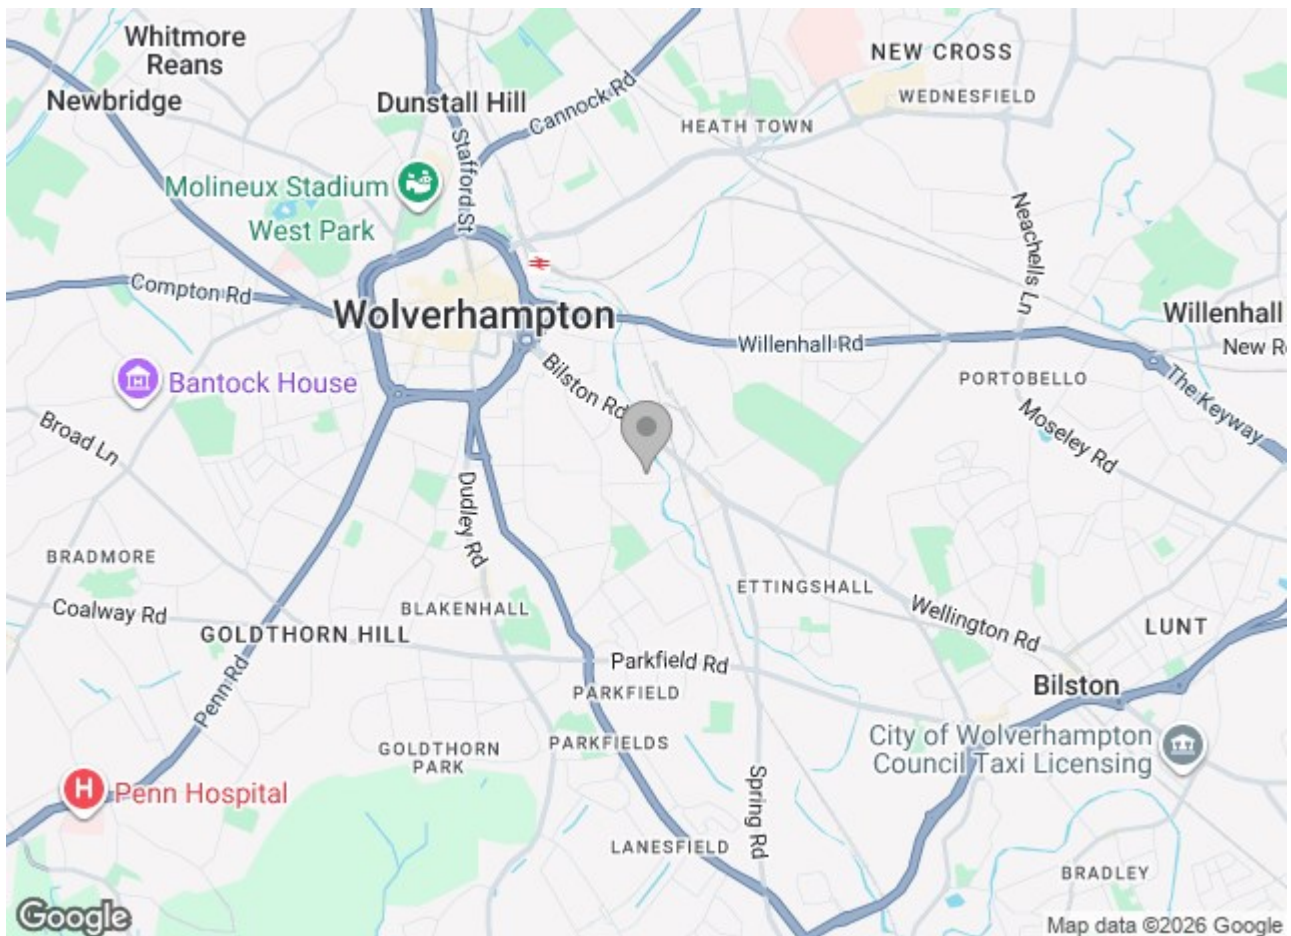 Whitmore
Reans
NEW CROSS
Newbridge
Dunstall Hill
Cannock Rd
WEDNESFIELD
HEATH TOWN
Stafford St
Molineux Stadium
West Park
Neachells Ln
Compton Rd
Wolverhampton
Willenhall
Willenhall Rd
New R
Bilston Rd
Bantock House
PORTOBELLO
The Keyway
Moseley Rd
Broad Ln
Dudley Rd
BRADMORE
ETTINGSHALL
Coalway Rd
BLAKENHALL
Wellington Rd
GOLDTHORN HILL
LUNT
Parkfield Rd
Penn Rd
PARKFIELD
Bilston
GOLDTHORN
PARK
PARKFIELDS
City of Wolverhampton
Council Taxi Licensing
H
Penn Hospital
Spring Rd
LANESFIELD
BRADLEY
Google
Map data ©2026 Google